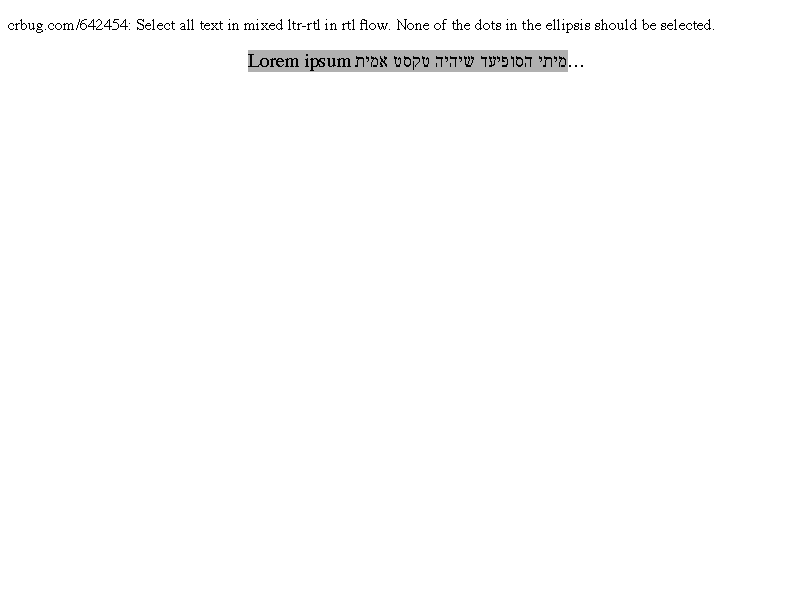 crbug.com/642454: Select all text in mixed ltr-rtl in rtl flow. None of the dots in the ellipsis should be selected.
Lorem ipsum מיתי הסופיעד שיהיה טקסט אמית…